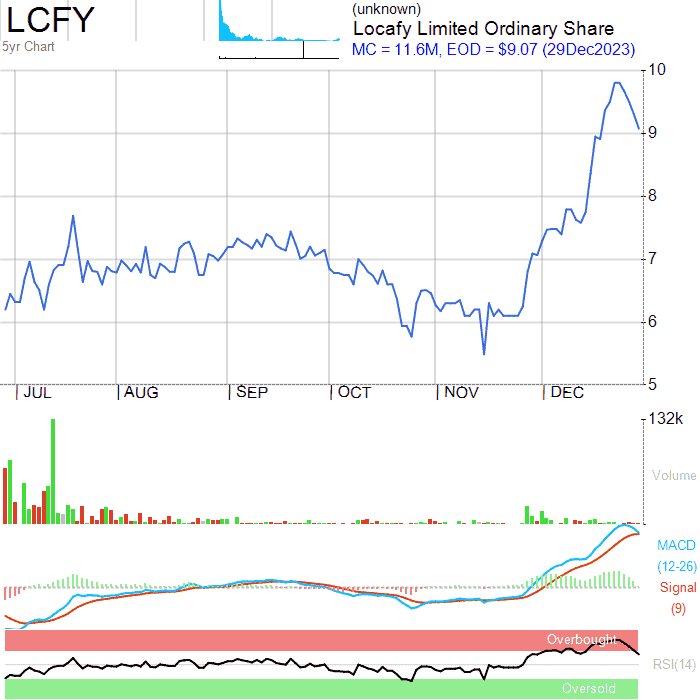 LCFY
5yr Chart
(unknown)
Locafy Limited Ordinary Share
MC = 11.6M, EOD = $9.07 (29Dec2023)
10
9
8
7
6
5
JUL AUG SEP OCT NOV DEC
132k
Volume
MACD
(12-26)
Signal
(9)
Overbought
RSI(14)
Oversold